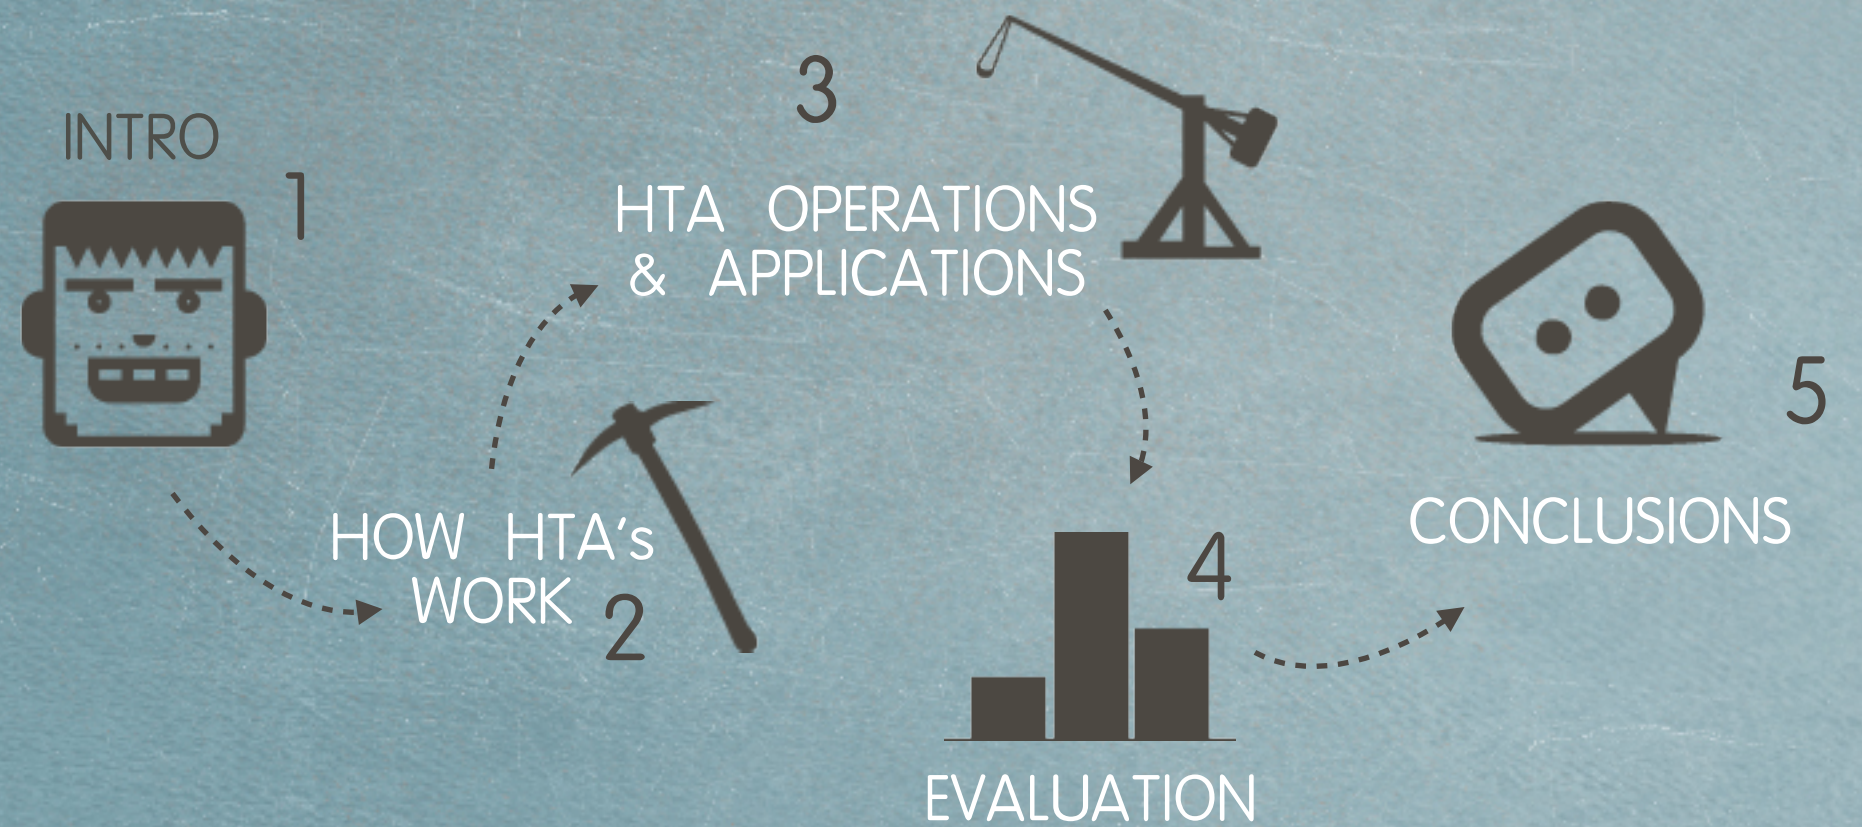 INTRO
1
HOW HTA's
WORK
2
3
HTA OPERATIONS
& APPLICATIONS
4
EVALUATION
5
CONCLUSIONS